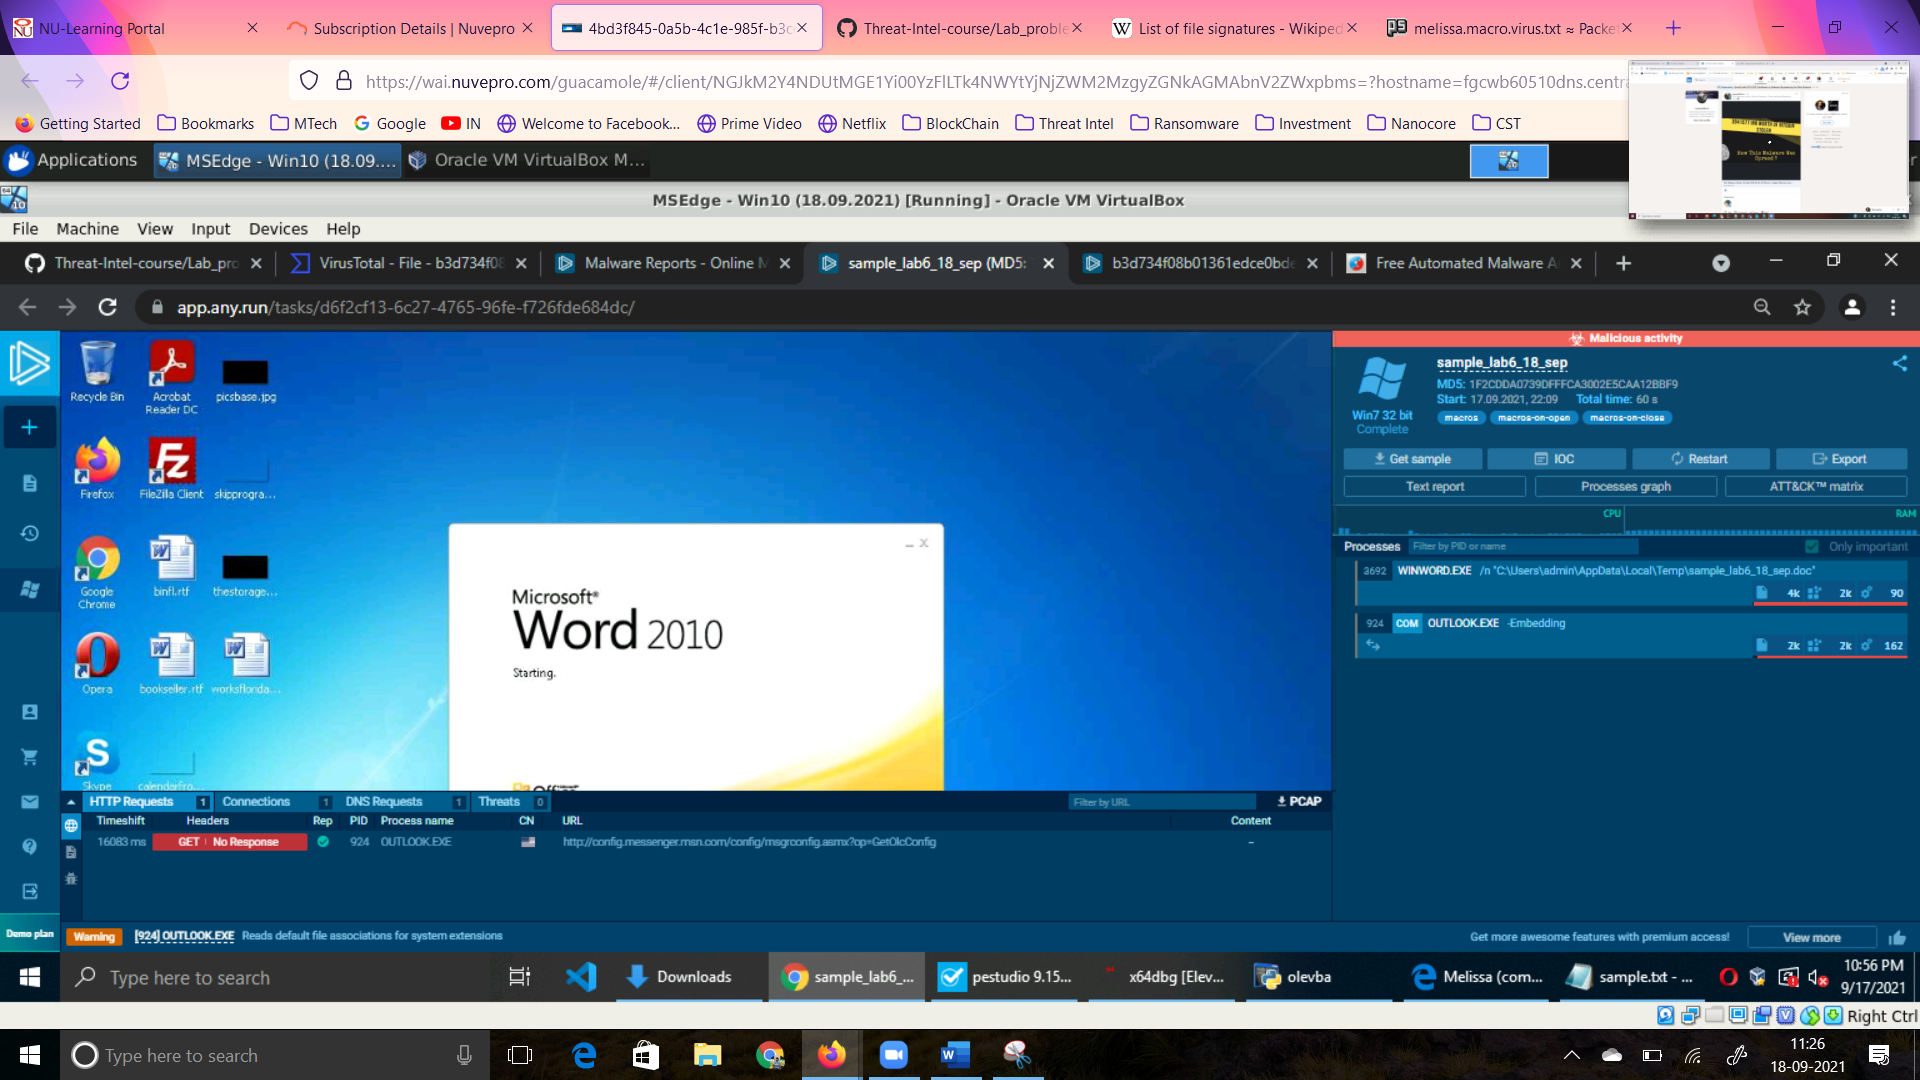 NU-Learning Portal
Subscription Details | Nuvepro
4bd3f845-0a5b-4c1e-985f-b3c
Threat-Intel-course/Lab_proble
List of file signatures - Wikiped
melissa.macro.virus.txt ≈ Packet
https://wai.nuvepro.com/guacamole/#/client/NGJkM2Y4NDUtMGE1Yi00YzFlLTk4NWYtYjNjZWM2MzgyZGNkAGMAbnV2ZWxpbms=?hostname=fgcwb60510dns.centra
Getting Started
Bookmarks
MTech
Google
IN
Welcome to Facebook...
Prime Video
Netflix
BlockChain
Threat Intel
Ransomware
Investment
Nanocore
CST
Applications
MSEdge - Win10 (18.09....
Oracle VM VirtualBox M...
MSEdge - Win10 (18.09.2021) [Running] - Oracle VM VirtualBox
File Machine View Input Devices Help
Threat-Intel-course/Lab_pro
VirusTotal - File - b3d734f08
Malware Reports - Online M
sample_lab6_18_sep (MD5:
b3d734f08b01361edce0bde
Free Automated Malware A
app.any.run/tasks/d6f2cf13-6c27-4765-96fe-f726fde684dc/
Recycle Bin
Acrobat Reader DC
picsbase.jpg
Firefox
FileZilla Client
skipprogra...
Google Chrome
binfl.rtf
thestorage...
Opera
bookseller.rtf
worksflorida...
Skype
calendarfro...
Microsoft®
Word 2010
Starting.
Office
Malicious activity
sample_lab6_18_sep
MD5: 1F2CDDA0739DFFFCA3002E5CAA12BBF9
Start: 17.09.2021, 22:09 Total time: 60 s
Win7 32 bit
Complete
macros macros-on-open macros-on-close
Get sample IOC Restart Export
Text report Processes graph ATT&CK™ matrix
CPU RAM
Processes Filter by PID or name Only important
3692 WINWORD.EXE /n "C:\Users\admin\AppData\Local\Temp\sample_lab6_18_sep.doc"
4k 2k 90
924 COM OUTLOOK.EXE -Embedding
2k 2k 162
HTTP Requests 1 Connections 1 DNS Requests 1 Threats 0 Filter by URL PCAP
Timeshift Headers Rep PID Process name CN URL Content
16083 ms GET | No Response 924 OUTLOOK.EXE http://config.messenger.msn.com/config/msgrconfig.asmx?op=GetOlcConfig –
Demo plan
Warning [924] OUTLOOK.EXE Reads default file associations for system extensions
Get more awesome features with premium access! View more
Type here to search
Downloads
sample_lab6_...
pestudio 9.15...
x64dbg [Elev...
olevba
Melissa (com...
sample.txt - ...
10:56 PM
9/17/2021
Right Ctrl
Type here to search
11:26
18-09-2021